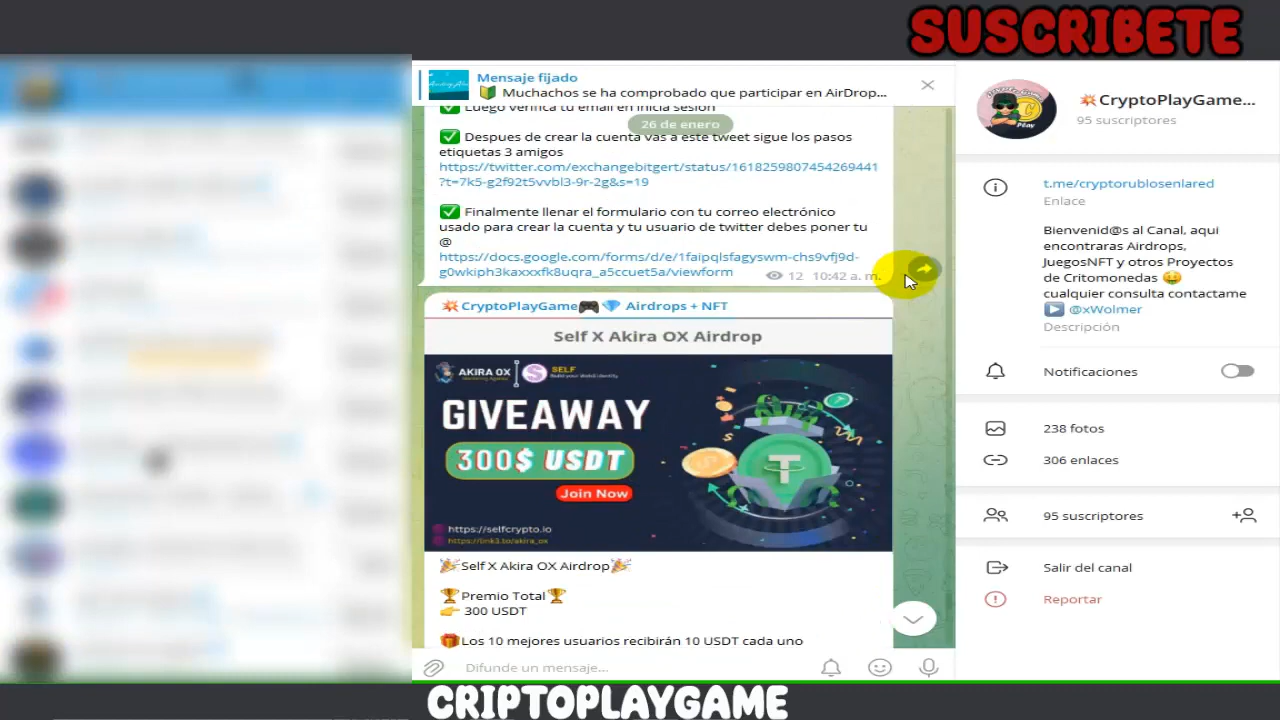 SUSCRIBETE
Mensaje fijado
Muchachos se ha comprobado que participar en AirDrop...
Luego verifica tu email en inicia sesión
26 de enero
Despues de crear la cuenta vas a este tweet sigue los pasos
etiquetas 3 amigos
https://twitter.com/exchangebitgert/status/1618259807454269441
?t=7k5-g2f92t5vvbl3-9r-2g&s=19
Finalmente llenar el formulario con tu correo electrónico
usado para crear la cuenta y tu usuario de twitter debes poner tu
@
https://docs.google.com/forms/d/e/1faipqlsfagyswm-chs9vfj9d-
g0wkiph3kaxxxfk8uqra_a5ccuet5a/viewform
12 10:42 a. m.
CryptoPlayGame Airdrops + NFT
Self X Akira OX Airdrop
AKIRA OX
SELF
GIVEAWAY
300$ USDT
Join Now
https://selfcrypto.io
https://link3.to/akira_ox
Self X Akira OX Airdrop
Premio Total
300 USDT
Los 10 mejores usuarios recibirán 10 USDT cada uno
Difunde un mensaje...
CryptoPlayGame...
95 suscriptores
t.me/cryptorublosenlared
Enlace
Bienvenid@s al Canal, aqui
encontraras Airdrops,
JuegosNFT y otros Proyectos
de Critomonedas
cualquier consulta contactame
@xWolmer
Descripción
Notificaciones
238 fotos
306 enlaces
95 suscriptores
Salir del canal
Reportar
CRIPTOPLAYGAME